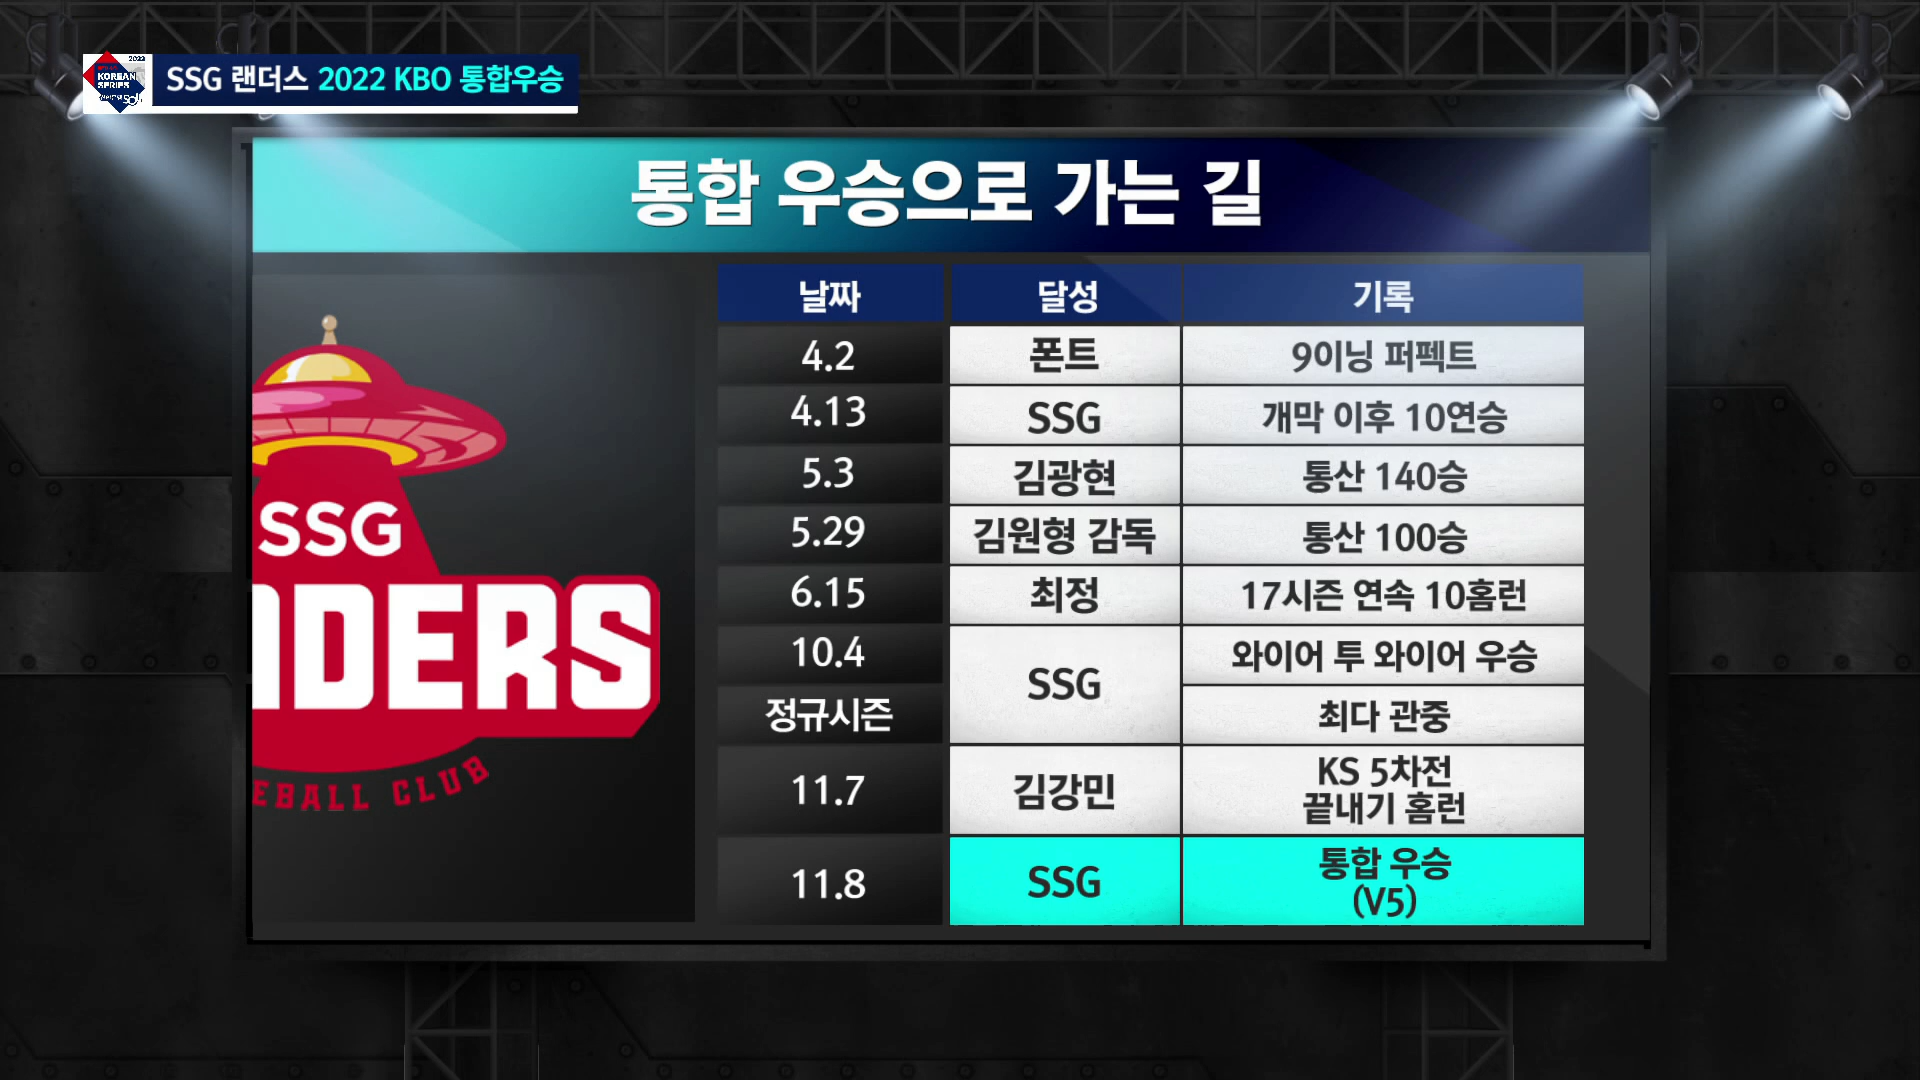 2022
KOREAN
SERIES
SSG 랜더스 2022 KBO 통합우승
통합 우승으로 가는 길
SSG
NDERS
EBALL CLUB
날짜 달성 기록
4.2 폰트 9이닝 퍼펙트
4.13 SSG 개막 이후 10연승
5.3 김광현 통산 140승
5.29 김원형 감독 통산 100승
6.15 최정 17시즌 연속 10홈런
10.4 SSG 와이어 투 와이어 우승
정규시즌 최다 관중
11.7 김강민 KS 5차전
끝내기 홈런
11.8 SSG 통합 우승
(V5)